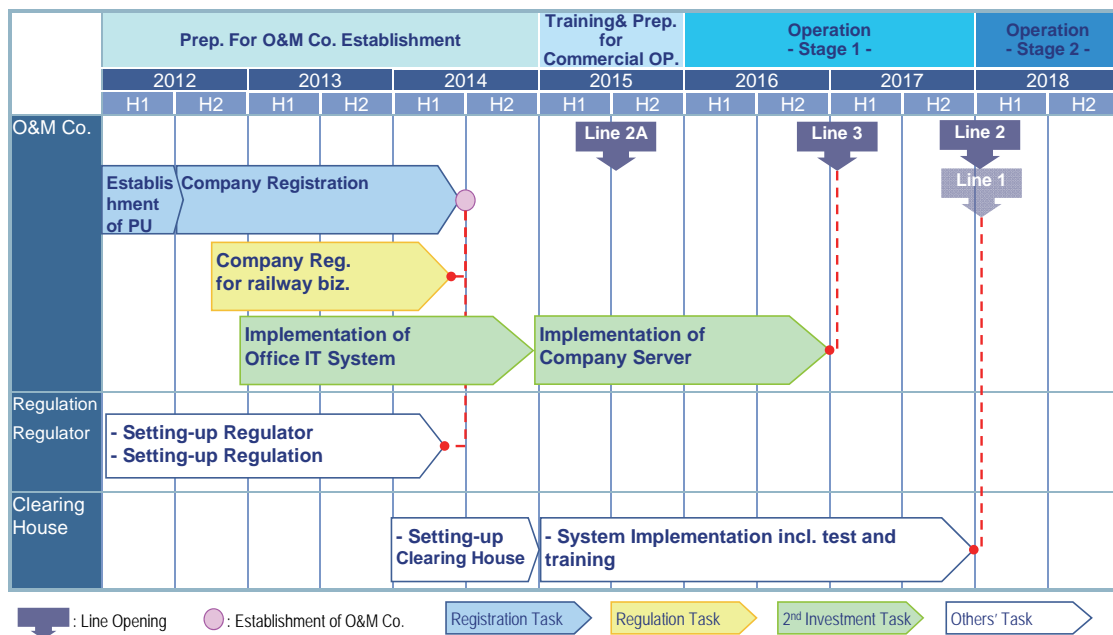 Prep. For O&M Co. Establishment
Training& Prep.
for
Commercial OP.
Operation
- Stage 1 -
Operation
- Stage 2 -
2012
2013
2014
2015
2016
2017
2018
H1
H2
H1
H2
H1
H2
H1
H2
H1
H2
H1
H2
H1
H2
O&M Co.
Line 2A
Line 3
Line 2
Line 1
Establis
hment
of PU
Company Registration
Company Reg.
for railway biz.
Implementation of
Office IT System
Implementation of
Company Server
Regulation
Regulator
- Setting-up Regulator
- Setting-up Regulation
Clearing
House
- Setting-up
Clearing House
- System Implementation incl. test and
training
: Line Opening
: Establishment of O&M Co.
Registration Task
Regulation Task
2nd Investment Task
Others' Task